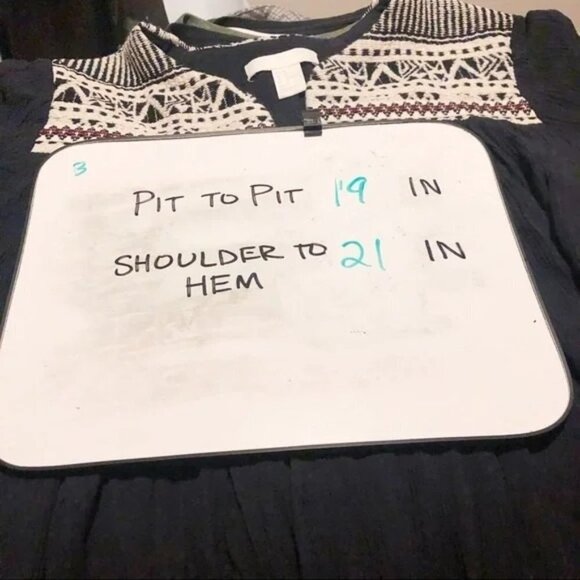 3
PIT TO PIT 19 IN
SHOULDER TO 21 IN
HEM